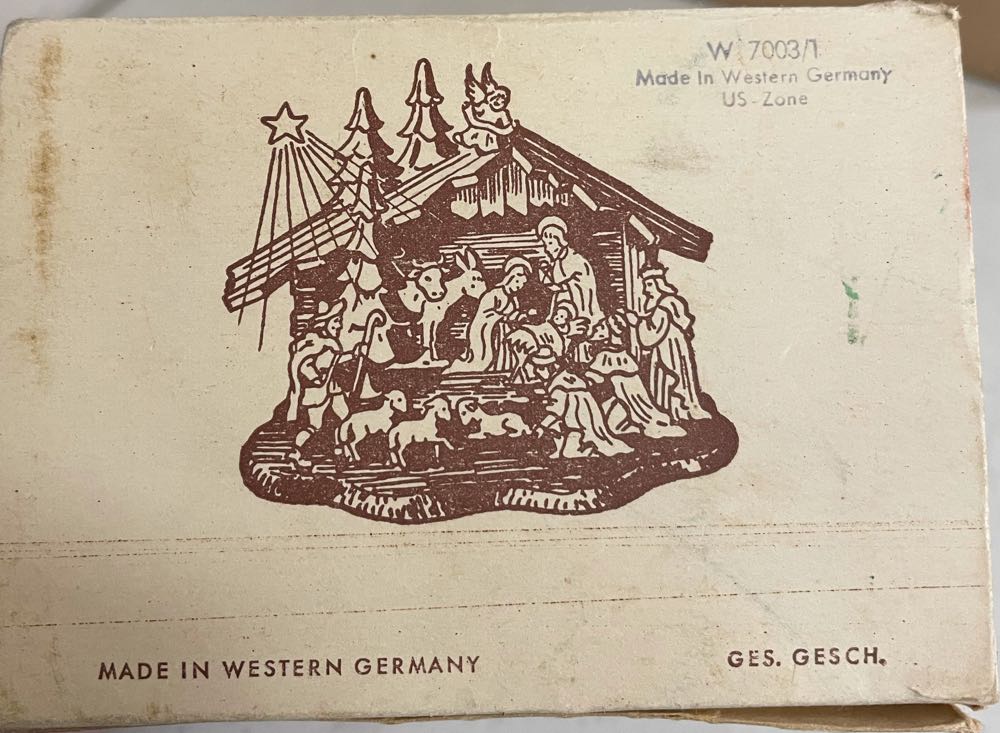 W 7003/1
Made In Western Germany
US-Zone
MADE IN WESTERN GERMANY
GES. GESCH.